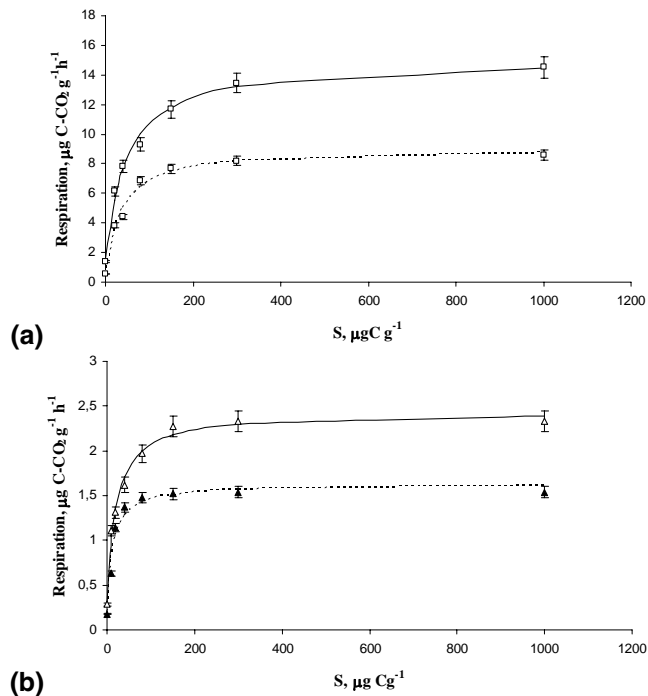 16
14
12
10
8
6
4
2
0
Respiration, µg C-CO₂ g⁻¹h⁻¹
0 200 400 600 800 1000 1200
S, µgC g⁻¹
(a)
3
2,5
2
1,5
1
0,5
0
Respiration, µg C-CO₂ g⁻¹ h⁻¹
0 200 400 600 800 1000 1200
S, µg Cg⁻¹
(b)